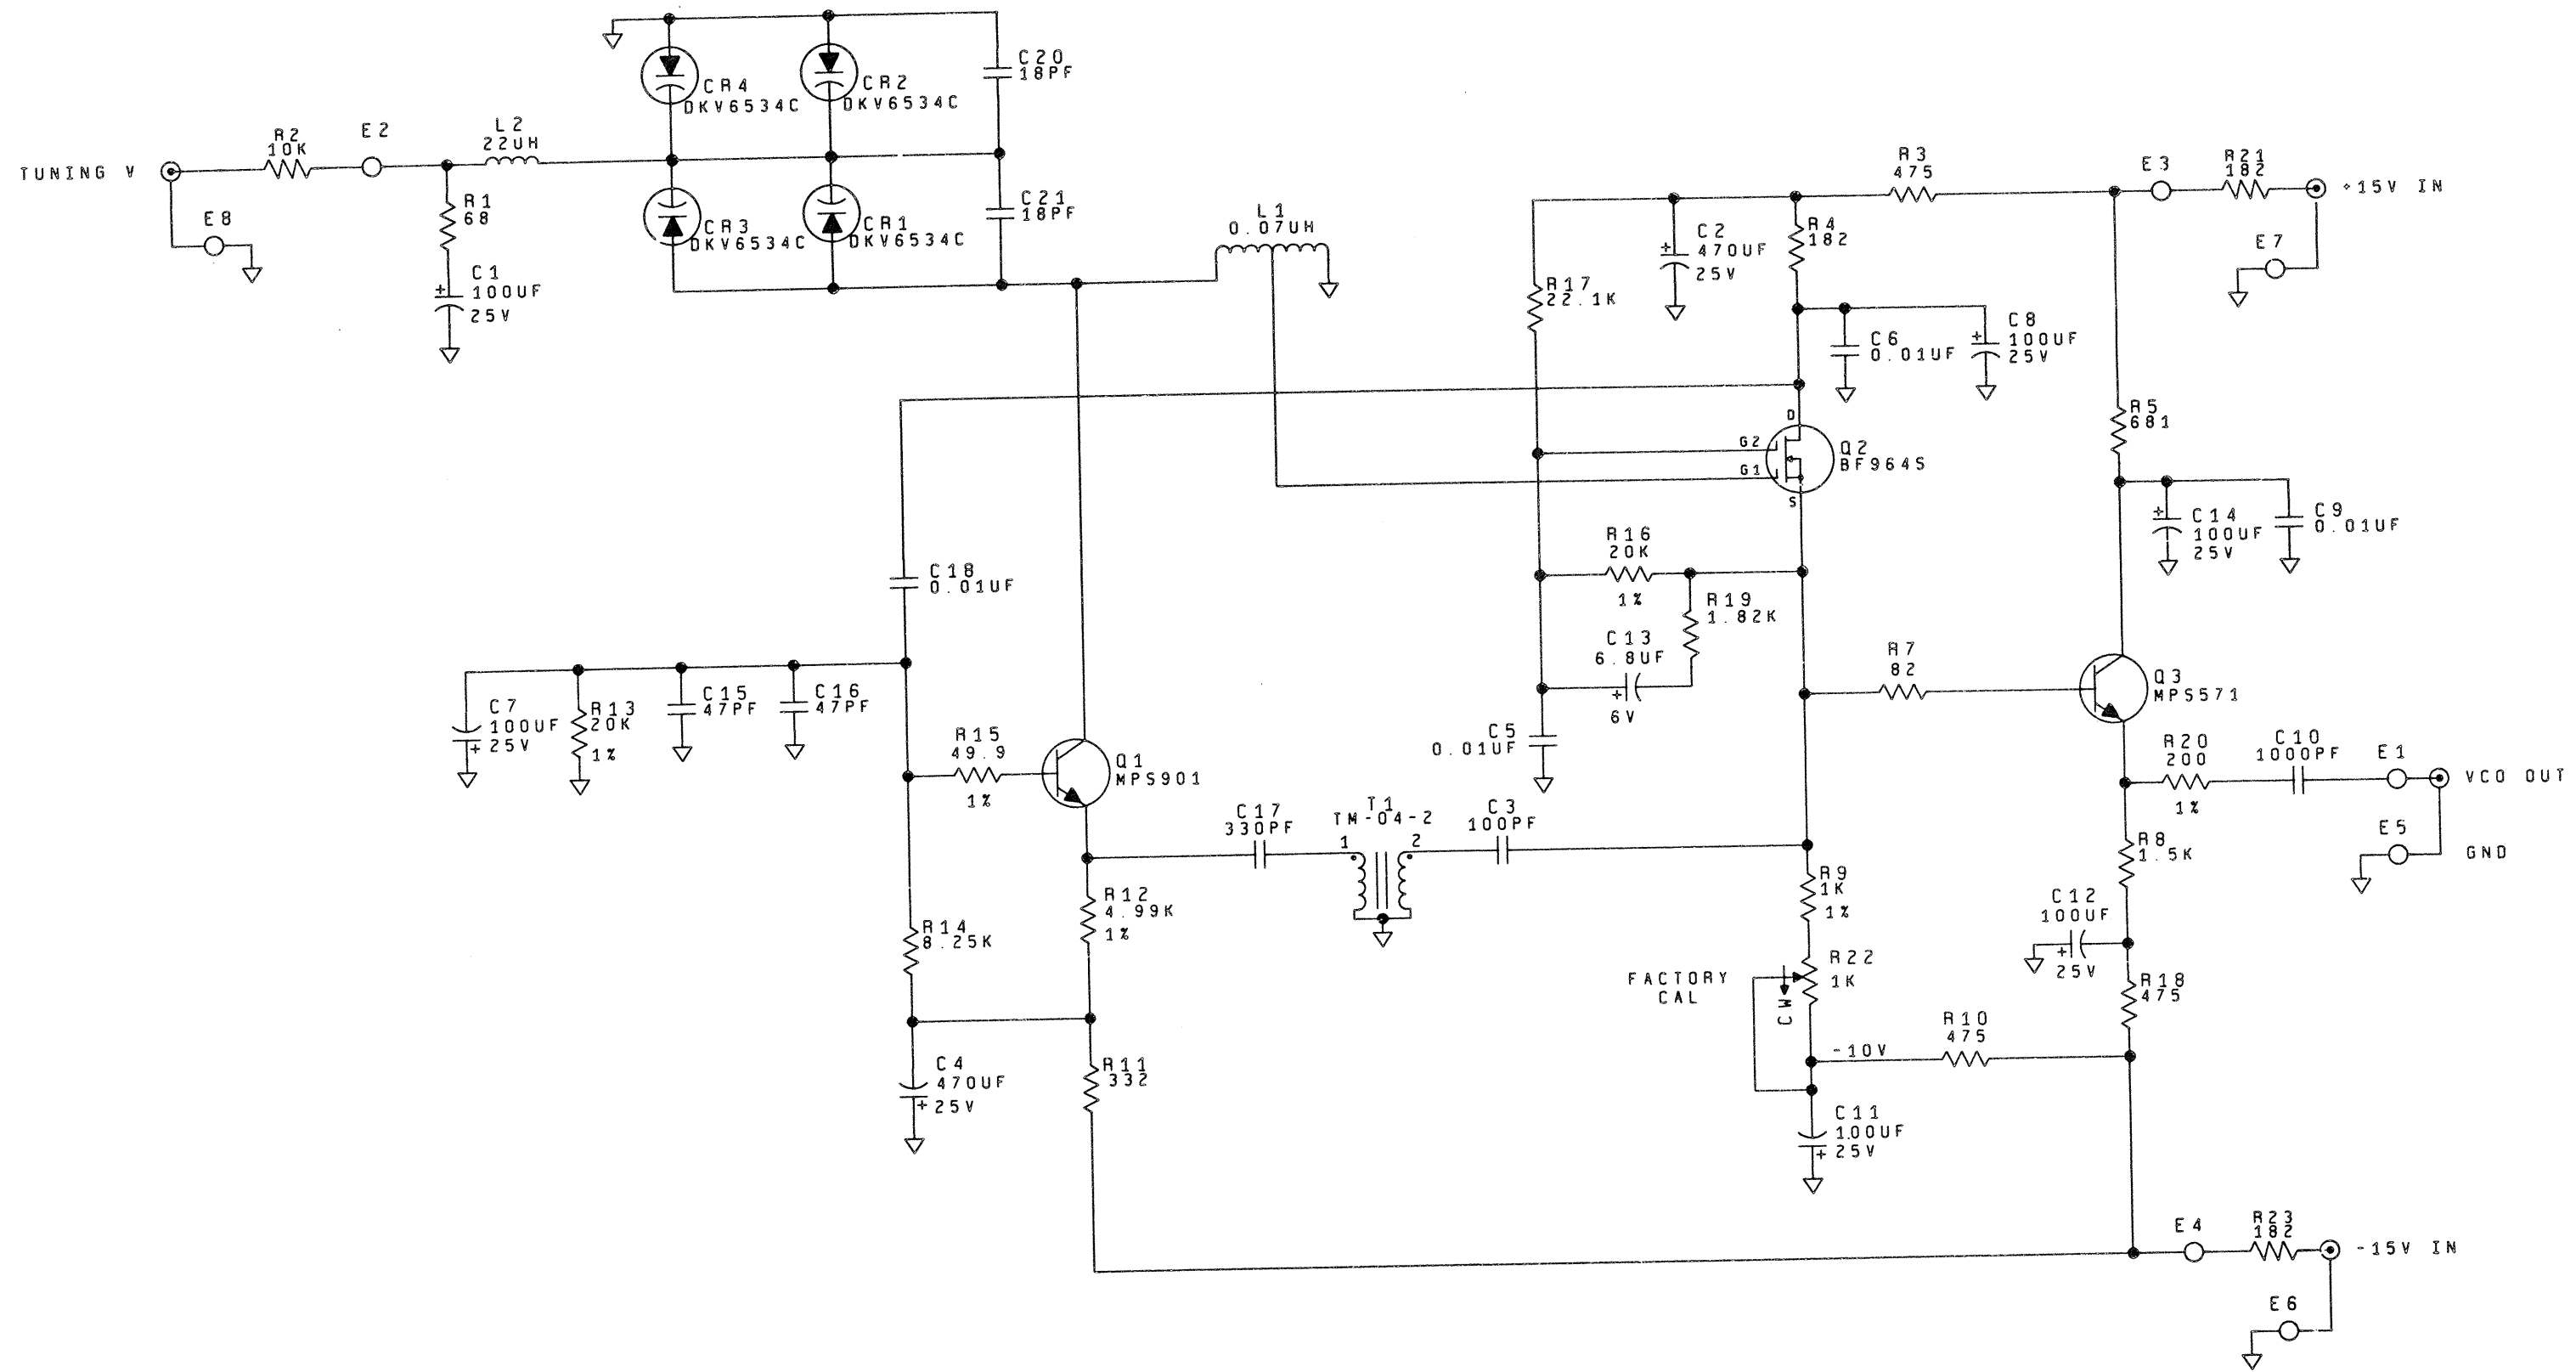 C20
18PF
CR4
DKV6534C
CR2
DKV6534C
TUNING V
R2
10K
E2
L2
22UH
E8
R1
68
C1
100UF
25V
+
CR3
DKV6534C
CR1
DKV6534C
C21
18PF
L1
0.07UH
R3
475
E3
R21
182
+15V IN
E7
C2
470UF
25V
+
R4
182
R17
22.1K
C6
0.01UF
C8
100UF
25V
+
R5
681
D
G2
G1
S
Q2
BF964S
C14
100UF
25V
+
C9
0.01UF
C18
0.01UF
R16
20K
1%
R19
1.82K
C13
6.8UF
+
6V
R7
82
Q3
MPS571
C7
100UF
25V
+
R13
20K
1%
C15
47PF
C16
47PF
R15
49.9
1%
Q1
MPS901
C5
0.01UF
R20
200
1%
C10
1000PF
E1
VCO OUT
E5
GND
C17
330PF
T1
TM-04-2
1
2
C3
100PF
R8
1.5K
R9
1K
1%
R12
4.99K
1%
R14
8.25K
C12
100UF
+
25V
FACTORY
CAL
CW
R22
1K
R18
475
R10
475
-10V
C4
470UF
25V
+
R11
332
C11
100UF
25V
+
E4
R23
182
-15V IN
E6